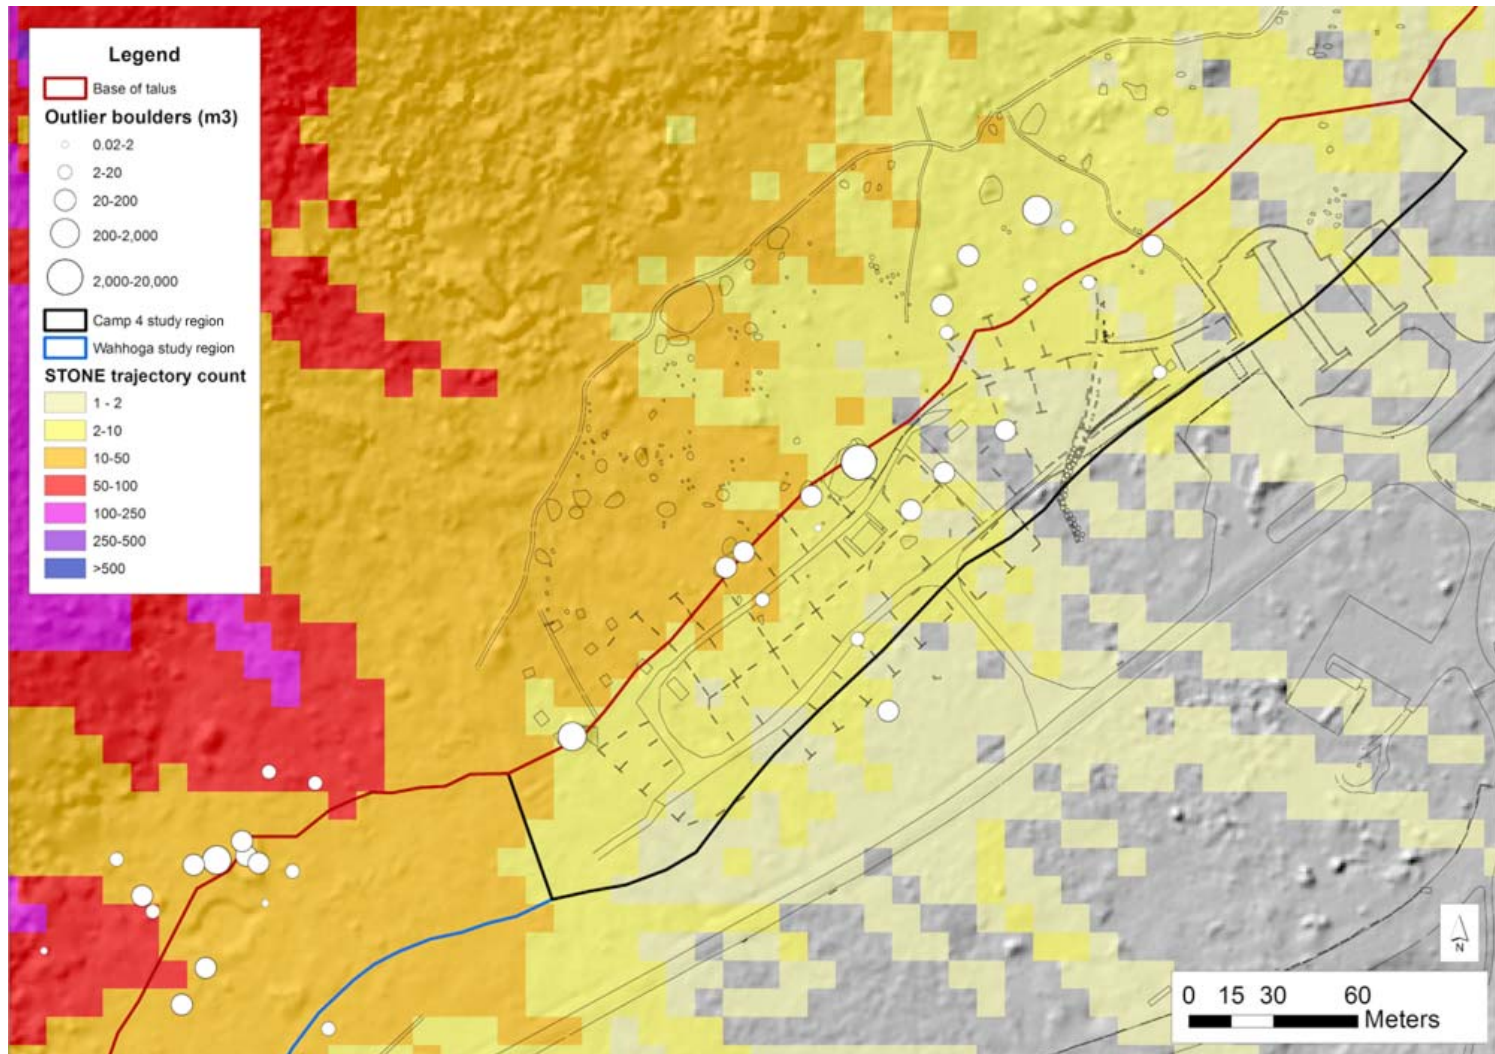 Legend
Base of talus
Outlier boulders (m3)
0.02-2
2-20
20-200
200-2,000
2,000-20,000
Camp 4 study region
Wahhoga study region
STONE trajectory count
1 - 2
2-10
10-50
50-100
100-250
250-500
>500
N
0 15 30 60
Meters